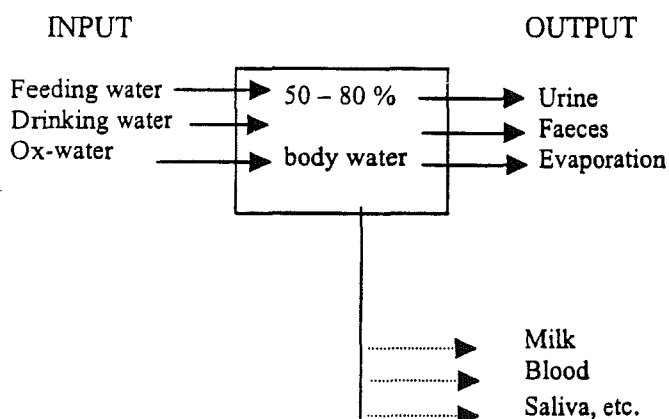 INPUT
OUTPUT
Feeding water
Drinking water
Ox-water
50 – 80 %
body water
Urine
Faeces
Evaporation
Milk
Blood
Saliva, etc.